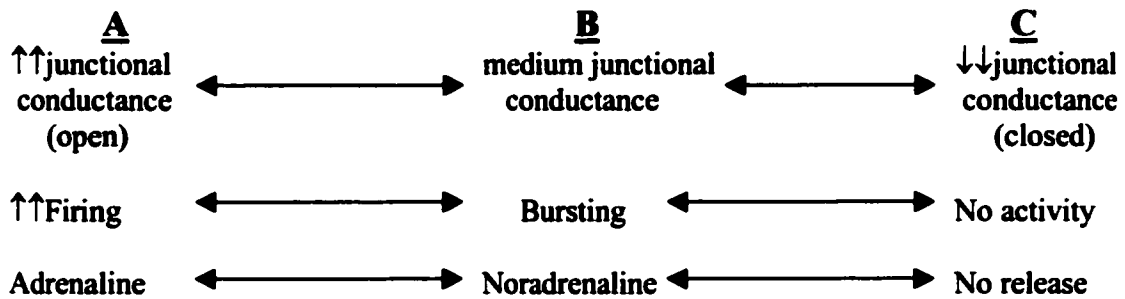 A B C
↑↑junctional medium junctional ↓↓junctional
conductance conductance conductance
(open) (closed)
↑↑Firing Bursting No activity
Adrenaline Noradrenaline No release